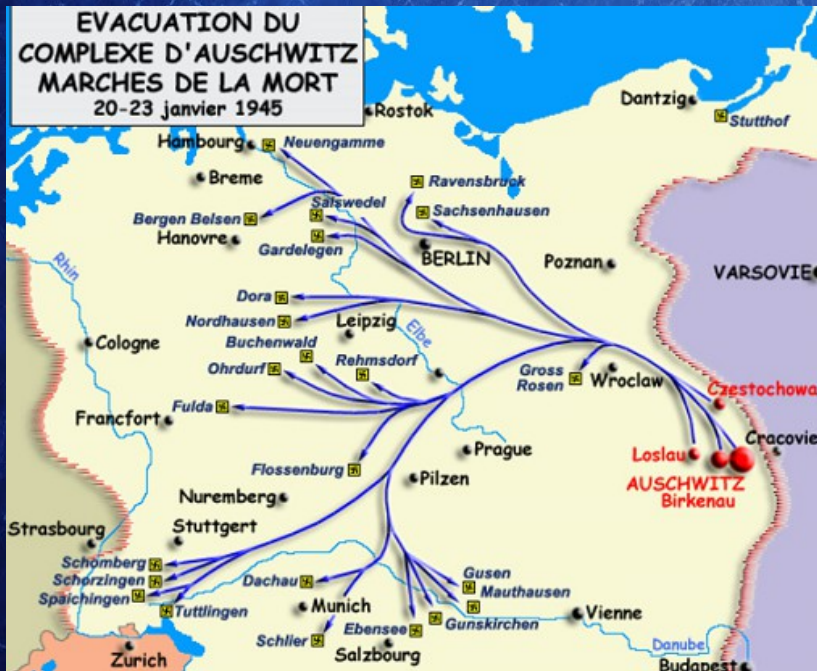 EVACUATION DU
COMPLEXE D'AUSCHWITZ
MARCHES DE LA MORT
20-23 janvier 1945
Rostok
Dantzig
Stutthof
Hambourg
Neuengamme
Breme
Ravensbruck
Salswedel
Sachsenhausen
Bergen Belsen
Hanovre
Gardelegen
BERLIN
Poznan
VARSOVIE
Rhin
Dora
Nordhausen
Leipzig
Elbe
Cologne
Buchenwald
Ohrdurf
Rehmsdorf
Gross
Rosen
Wroclaw
Czestochowa
Fulda
Francfort
Cracovie
Loslau
Prague
AUSCHWITZ
Birkenau
Flossenburg
Pilzen
Nuremberg
Strasbourg
Stuttgert
Schomberg
Schorzingen
Spaichingen
Tuttlingen
Dachau
Gusen
Mauthausen
Munich
Gunskirchen
Vienne
Ebensee
Schlier
Salzbourg
Danube
Zurich
Budapest